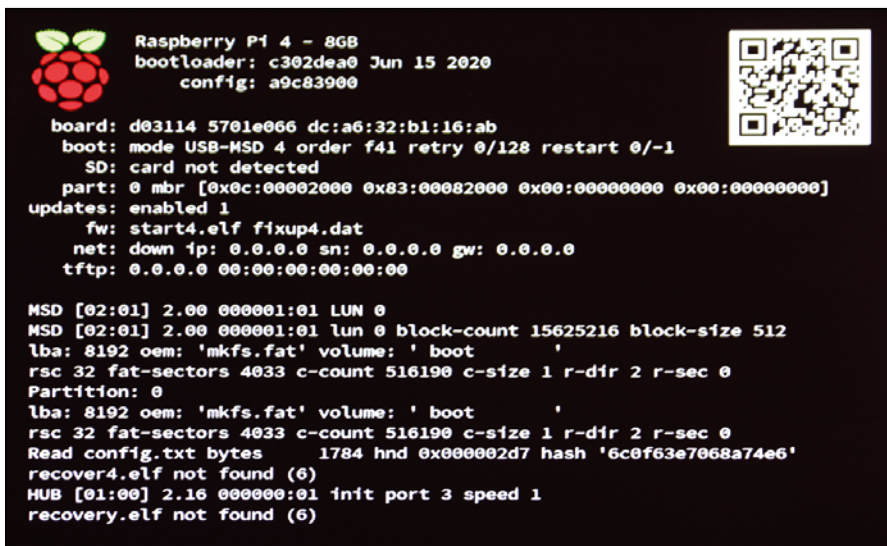 Raspberry Pi 4 - 8GB
bootloader: c302dea0 Jun 15 2020
config: a9c83900
board: d03114 5701e066 dc:a6:32:b1:16:ab
boot: mode USB-MSD 4 order f41 retry 0/128 restart 0/-1
SD: card not detected
part: 0 mbr [0x0c:00002000 0x83:00082000 0x00:00000000 0x00:00000000]
updates: enabled 1
fw: start4.elf fixup4.dat
net: down ip: 0.0.0.0 sn: 0.0.0.0 gw: 0.0.0.0
tftp: 0.0.0.0 00:00:00:00:00:00
MSD [02:01] 2.00 000001:01 LUN 0
MSD [02:01] 2.00 000001:01 lun 0 block-count 15625216 block-size 512
lba: 8192 oem: 'mkfs.fat' volume: ' boot       '
rsc 32 fat-sectors 4033 c-count 516190 c-size 1 r-dir 2 r-sec 0
Partition: 0
lba: 8192 oem: 'mkfs.fat' volume: ' boot       '
rsc 32 fat-sectors 4033 c-count 516190 c-size 1 r-dir 2 r-sec 0
Read config.txt bytes     1784 hnd 0x000002d7 hash '6c0f63e7068a74e6'
recover4.elf not found (6)
HUB [01:00] 2.16 000000:01 init port 3 speed 1
recovery.elf not found (6)